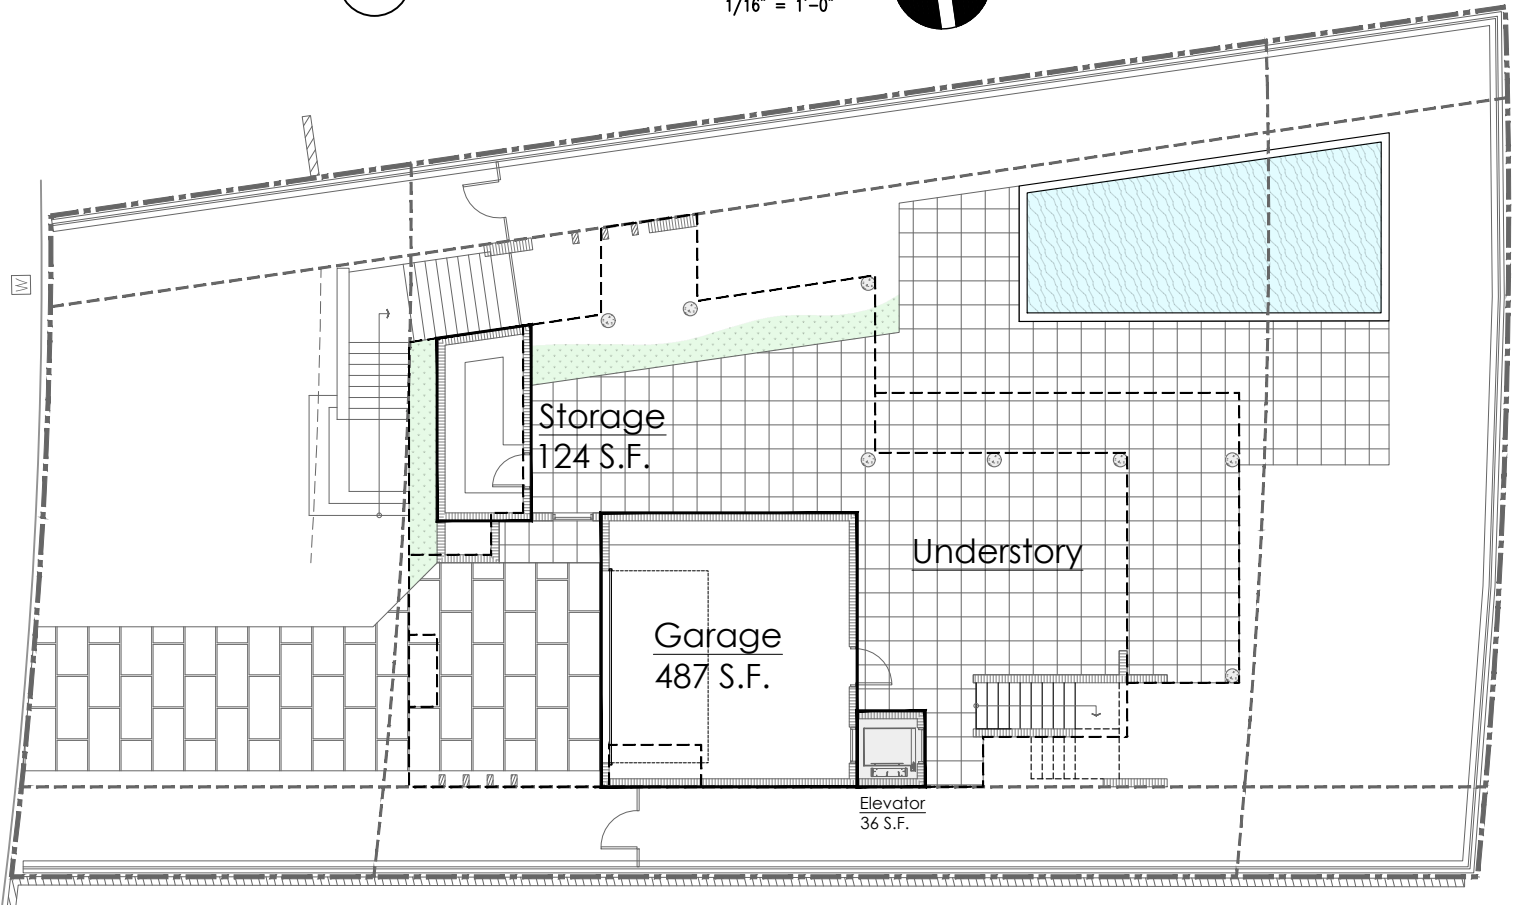 1/16" = 1'-0"
W
Storage
124 S.F.
Understory
Garage
487 S.F.
Elevator
36 S.F.